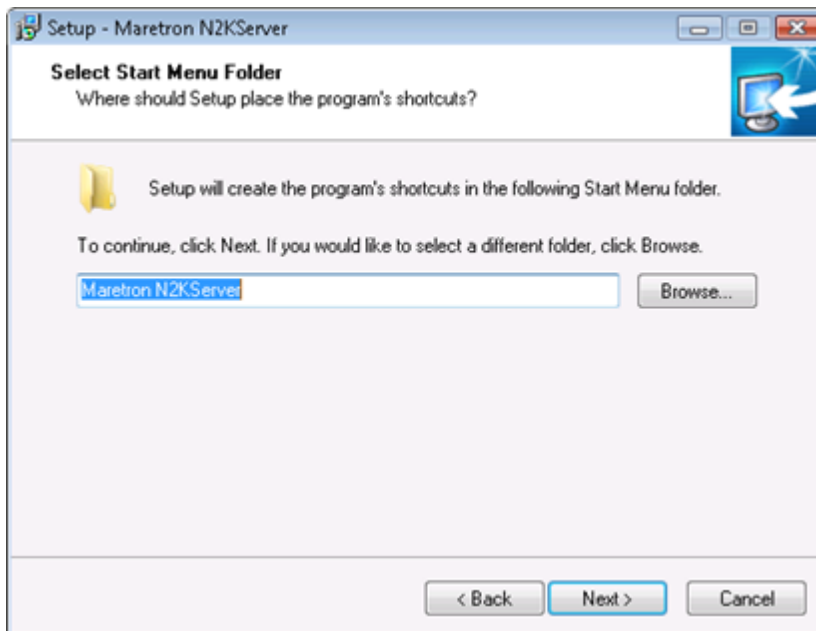 Setup - Maretron N2KServer
Select Start Menu Folder
Where should Setup place the program's shortcuts?
Setup will create the program's shortcuts in the following Start Menu folder.
To continue, click Next. If you would like to select a different folder, click Browse.
Maretron N2KServer
Browse...
< Back
Next >
Cancel